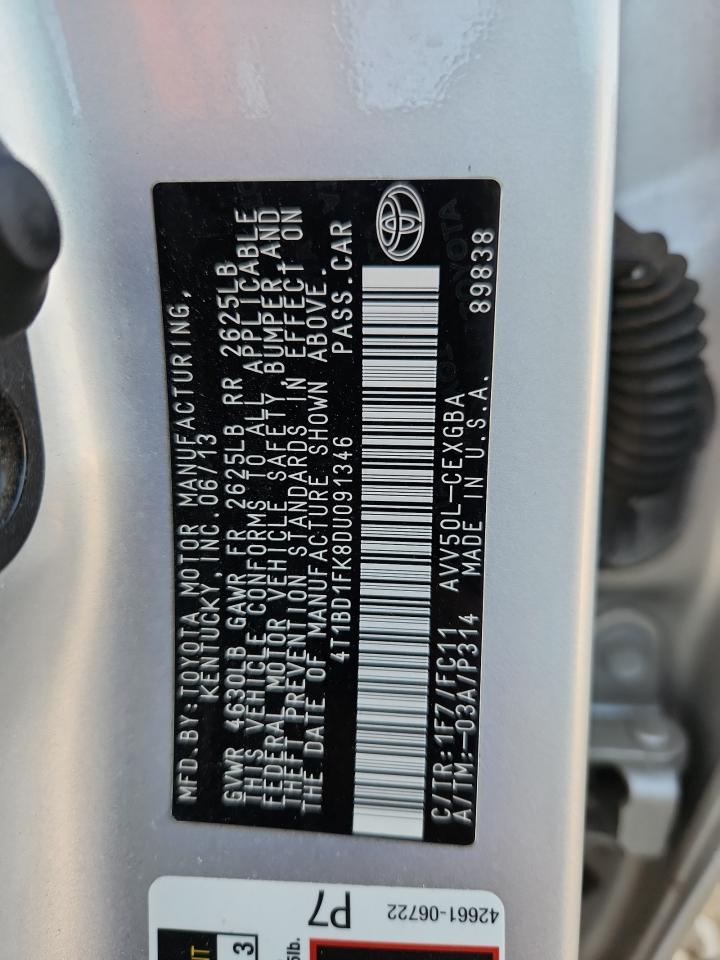 MFD.BY:TOYOTA MOTOR MANUFACTURING,
KENTUCKY, INC. 06/13
GVWR 4630LB GAWR FR 2625LB RR 2625LB
THIS VEHICLE CONFORMS TO ALL APPLICABLE
FEDERAL MOTOR VEHICLE SAFETY, BUMPER AND
THEFT PREVENTION STANDARDS IN EFFECT ON
THE DATE OF MANUFACTURE SHOWN ABOVE.
4T1BD1FK8DU091346 PASS.CAR
C/TR:1F7/FC11 AVV50L-CEXGBA
A/TM:-03A/P314 MADE IN U.S.A. 89838
P7
42661-06722
3